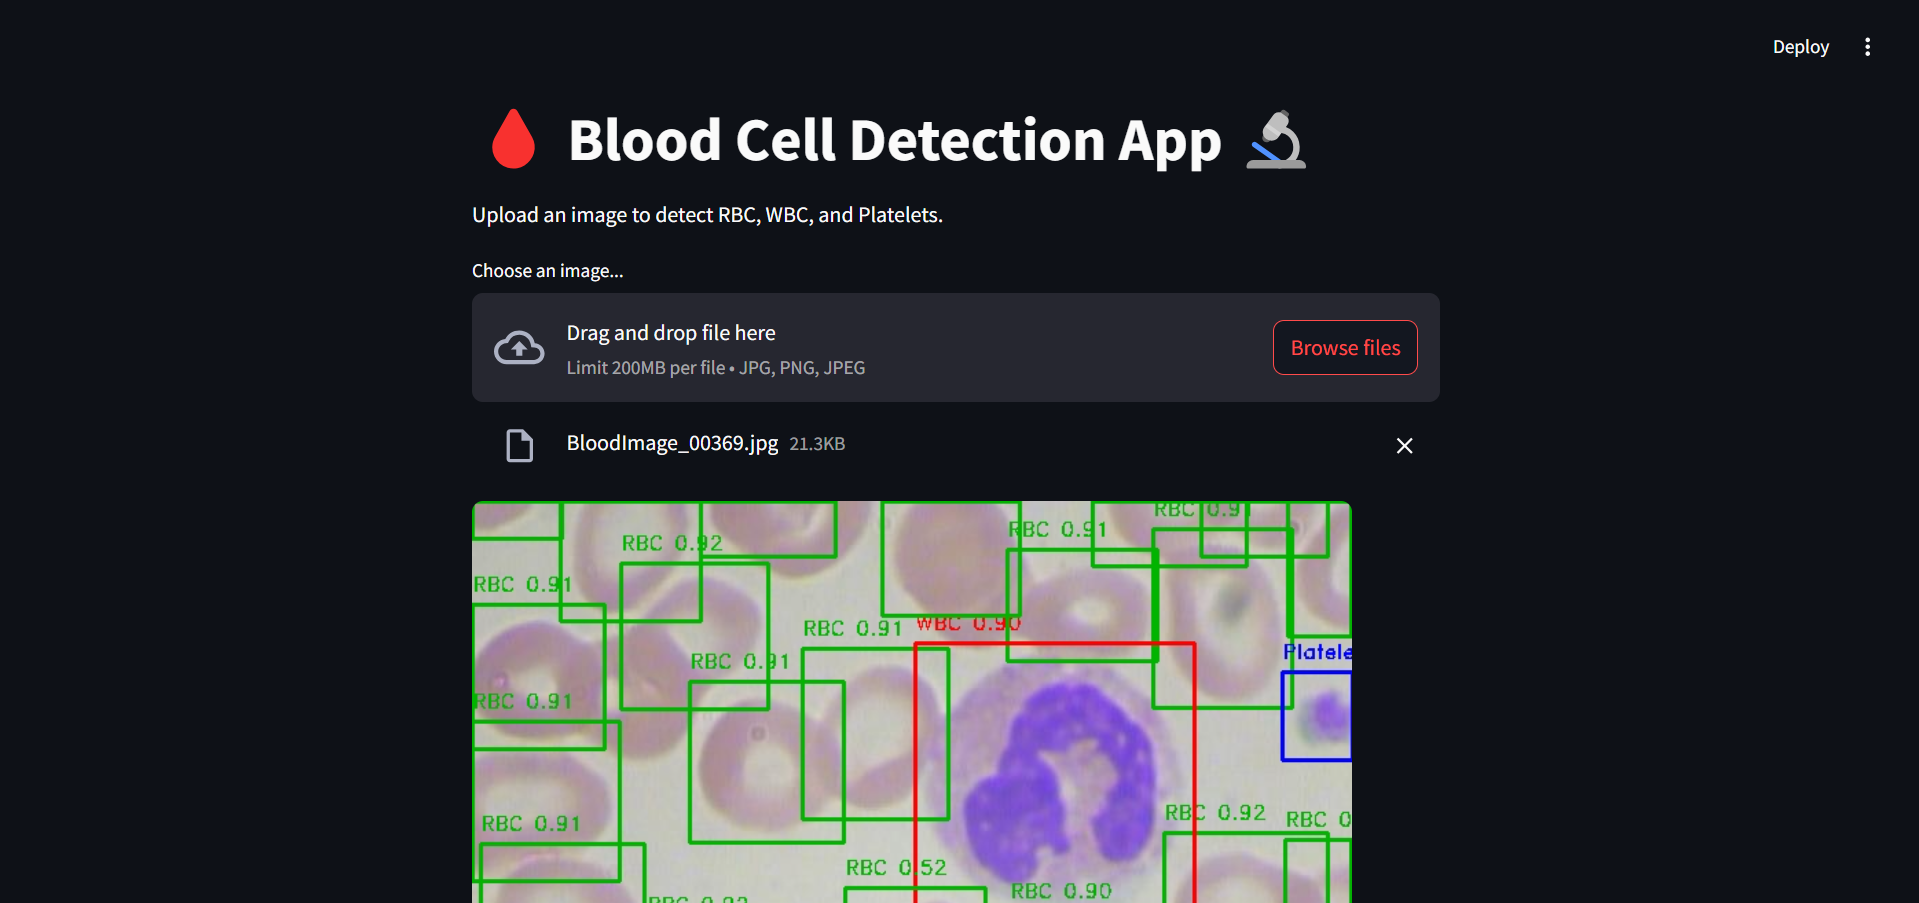 Deploy
Blood Cell Detection App
Upload an image to detect RBC, WBC, and Platelets.
Choose an image...
Drag and drop file here
Limit 200MB per file • JPG, PNG, JPEG
Browse files
BloodImage_00369.jpg 21.3KB
RBC 0.91
RBC 0.91
RBC 0.92
RBC 0.91
RBC 0.91
WBC 0.90
Platele
RBC 0.91
RBC 0.91
RBC 0.92
RBC 0
RBC 0.91
RBC 0.52
RBC 0.90